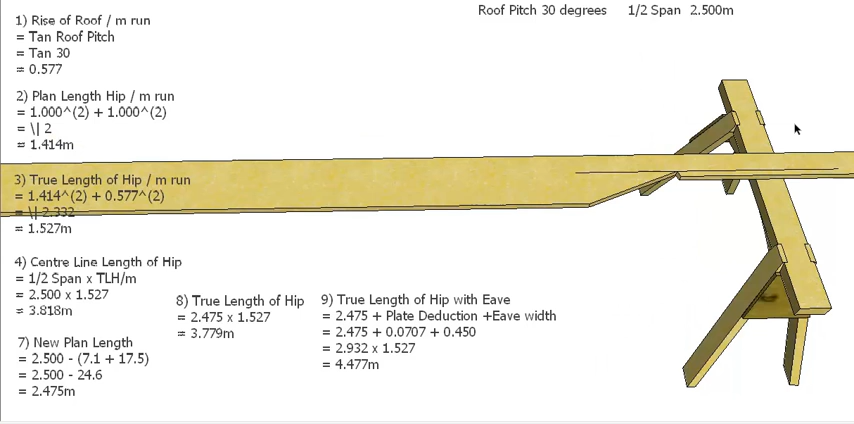 Roof Pitch 30 degrees 1/2 Span 2.500m
1) Rise of Roof / m run
= Tan Roof Pitch
= Tan 30
= 0.577
2) Plan Length Hip / m run
= 1.000^(2) + 1.000^(2)
= \| 2
= 1.414m
3) True Length of Hip / m run
= 1.414^(2) + 0.577^(2)
= \| 2.332
= 1.527m
4) Centre Line Length of Hip
= 1/2 Span x TLH/m
= 2.500 x 1.527
= 3.818m
7) New Plan Length
= 2.500 - (7.1 + 17.5)
= 2.500 - 24.6
= 2.475m
8) True Length of Hip
= 2.475 x 1.527
= 3.779m
9) True Length of Hip with Eave
= 2.475 + Plate Deduction +Eave width
= 2.475 + 0.0707 + 0.450
= 2.932 x 1.527
= 4.477m